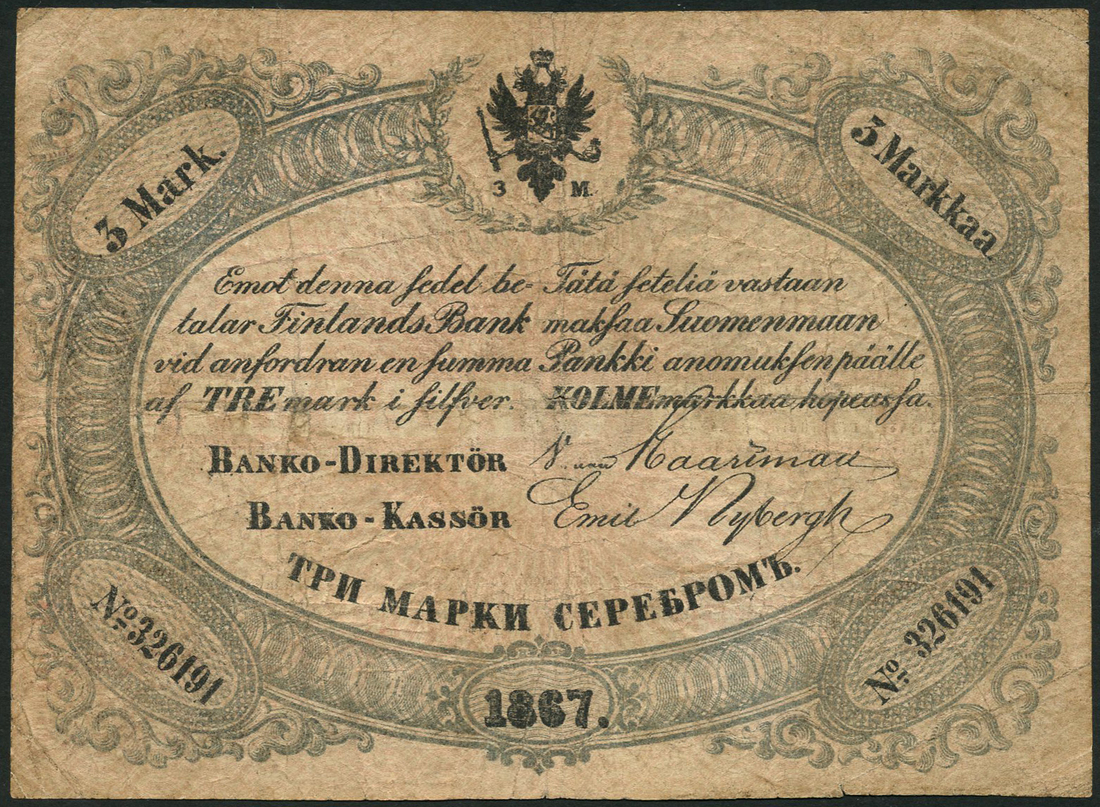 3 Mark.
3 M.
3 Markkaa
Emot denna sedel be-
talar Finlands Bank
vid anfordran en summa
af TRE mark i silfver.
Tätä seteliä vastaan
maksaa Suomenmaan
Pankki anomuksen päälle
KOLME markkaa hopeassa.
BANKO-DIREKTÖR
BANKO-KASSÖR Emil Nybergh
ТРИ МАРКИ СЕРЕБРОМЪ.
No. 326191
1867.
No. 326191